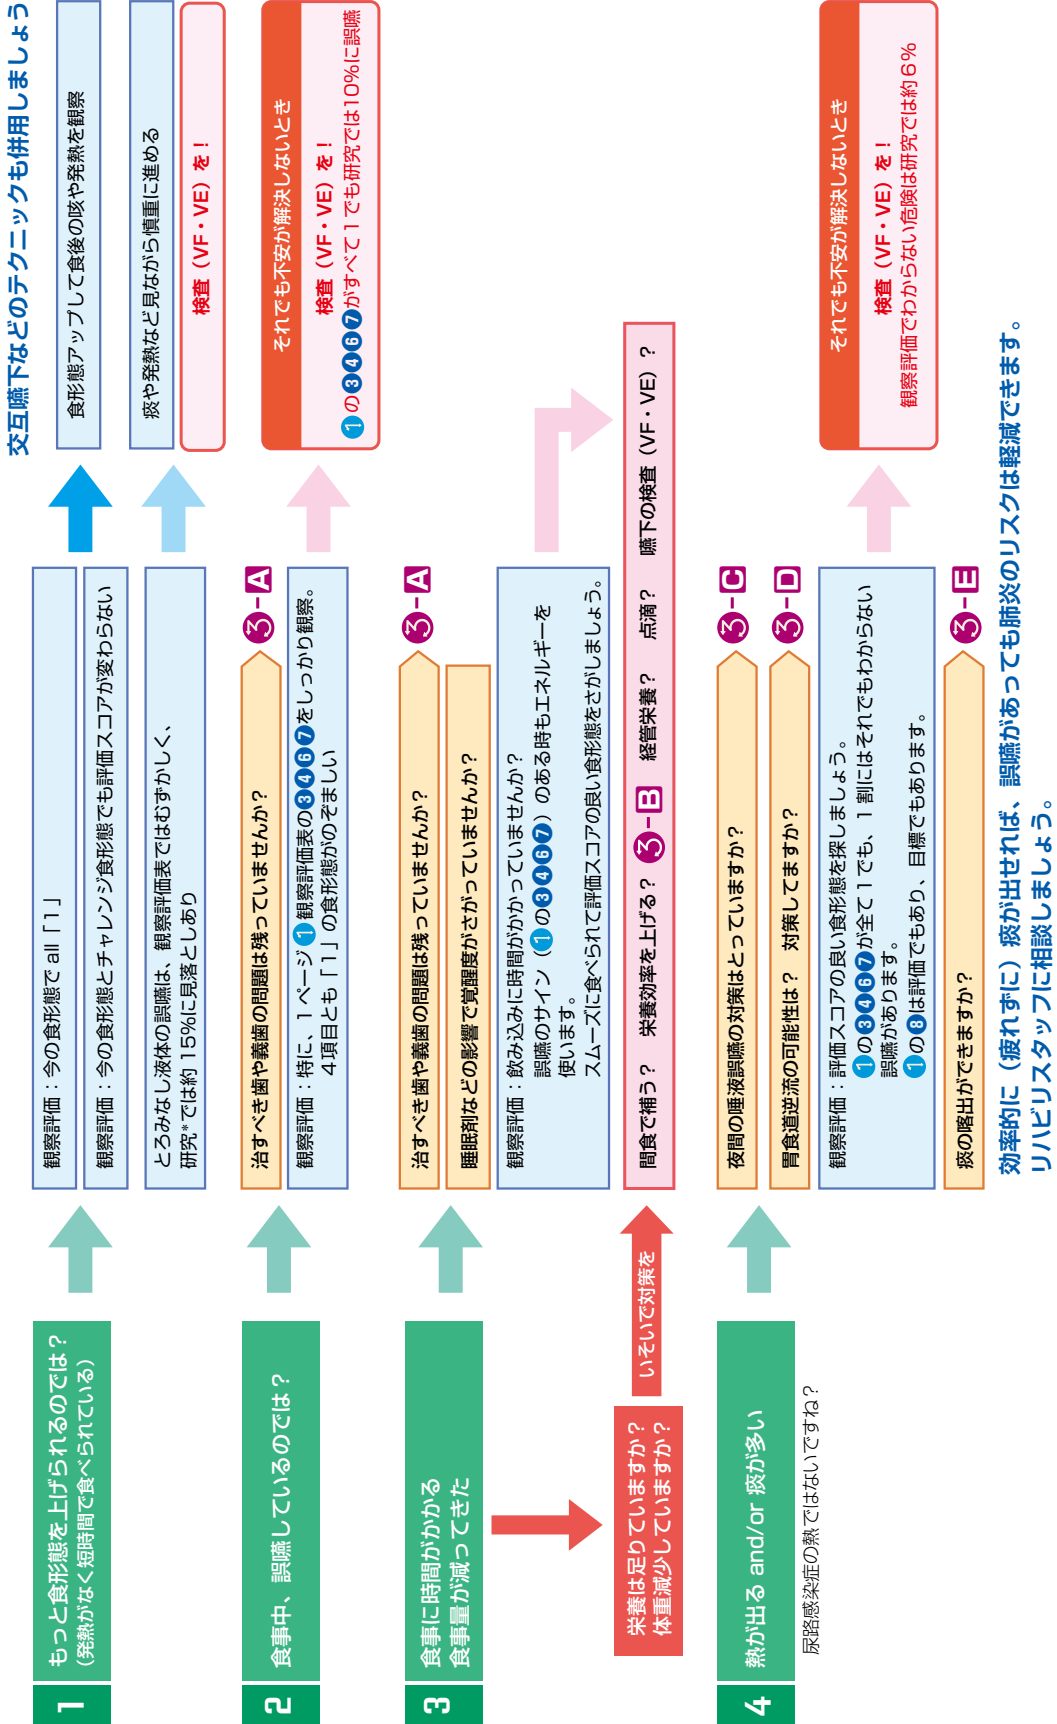 交互嚥下などのテクニックも併用しましょう
1
もっと食形態を上げられるのでは？
（発熱がなく短時間で食べられている）
観察評価：今の食形態で all「１」
観察評価：今の食形態とチャレンジ食形態でも評価スコアが変わらない
食形態アップして食後の咳や発熱を観察
とろみなし液体の誤嚥は、観察評価表ではむずかしく、
研究*では約 15%に見落としあり
痰や発熱など見ながら慎重に進める
検査（VF・VE）を！
2
食事中、誤嚥しているのでは？
治すべき歯や義歯の問題は残っていませんか？
❸-A
観察評価：特に、１ページ❶観察評価表の❸❹❻❼をしっかり観察。
４項目とも「１」の食形態がのぞましい
それでも不安が解決しないとき
検査（VF・VE）を！
❶の❸❹❻❼がすべて１でも研究では10%に誤嚥
3
食事に時間がかかる
食事量が減ってきた
治すべき歯や義歯の問題は残っていませんか？
❸-A
睡眠剤などの影響で覚醒度がさがっていませんか？
観察評価：飲み込みに時間がかかっていませんか？
誤嚥のサイン（❶の❸❹❻❼）のある時もエネルギーを
使います。
スムーズに食べられて評価スコアの良い食形態をさがしましょう。
栄養は足りていますか？
体重減少していますか？
いそいで対策を
間食で補う？　栄養効率を上げる？ ❸-B 経管栄養？　点滴？　嚥下の検査（VF・VE）？
4
熱が出る and/or 痰が多い
尿路感染症の熱ではないですね？
夜間の唾液誤嚥の対策はとっていますか？
❸-C
胃食道逆流の可能性は？ 対策してますか？
❸-D
観察評価：評価スコアの良い食形態を探しましょう。
❶の❸❹❻❼が全て１でも、１割にはそれでもわからない
誤嚥があります。
❶の❽は評価でもあり、目標でもあります。
それでも不安が解決しないとき
検査（VF・VE）を！
観察評価でわからない危険は研究では約６%
痰の喀出ができますか？
❸-E
効率的に（疲れずに）痰が出せれば、誤嚥があっても肺炎のリスクは軽減できます。
リハビリスタッフに相談しましょう。